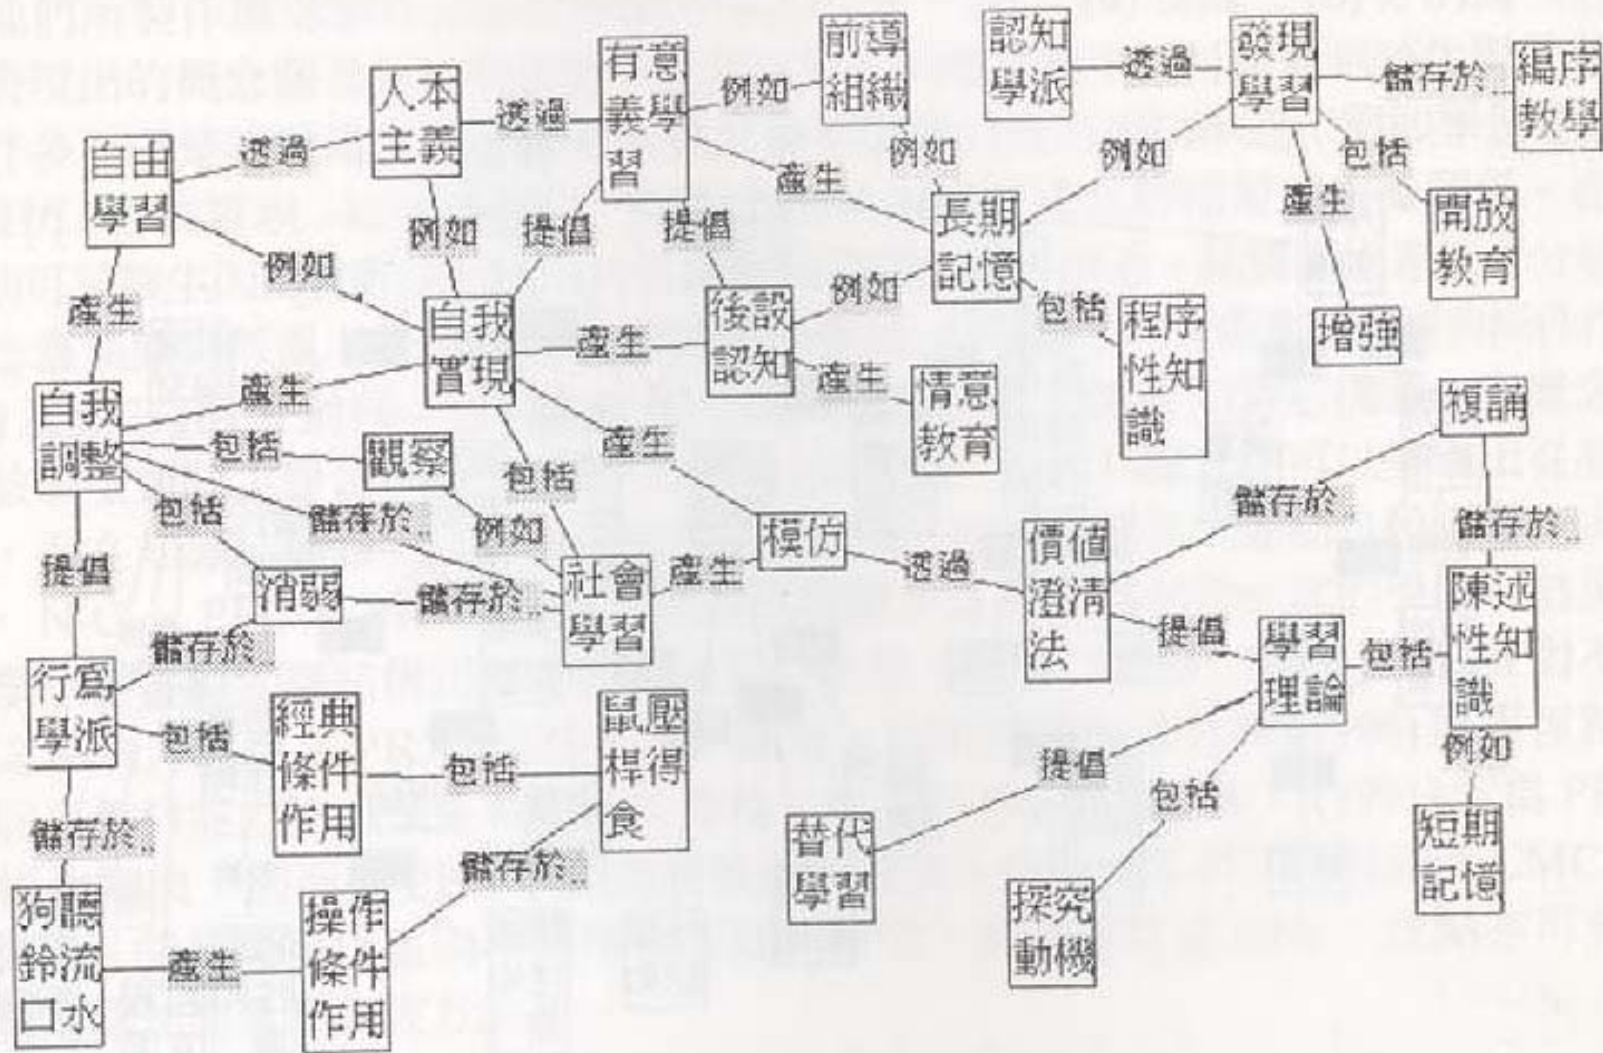 有意
義學
習
前導
組織
認知
學派
發現
學習
編序
教學
人本
主義
自由
學習
透過
透過
例如
透過
儲存於..
例如
例如
包括
產生
長期
記憶
開放
教育
產生
例如
提倡
提倡
例如
產生
例如
自我
實現
後設
認知
產生
包括
程序
性知
識
增強
產生
情意
教育
自我
調整
產生
複誦
包括
觀察
包括
產生
包括
儲存於..
例如
模仿
透過
價值
澄清
法
儲存於..
儲存於..
提倡
消弱
儲存於..
社會
學習
產生
陳述
性知
識
提倡
學習
理論
包括
儲存於..
行為
學派
經典
條件
作用
鼠壓
桿得
食
包括
包括
提倡
例如
包括
儲存於..
儲存於..
替代
學習
短期
記憶
探究
動機
狗聽
鈴流
口水
產生
操作
條件
作用